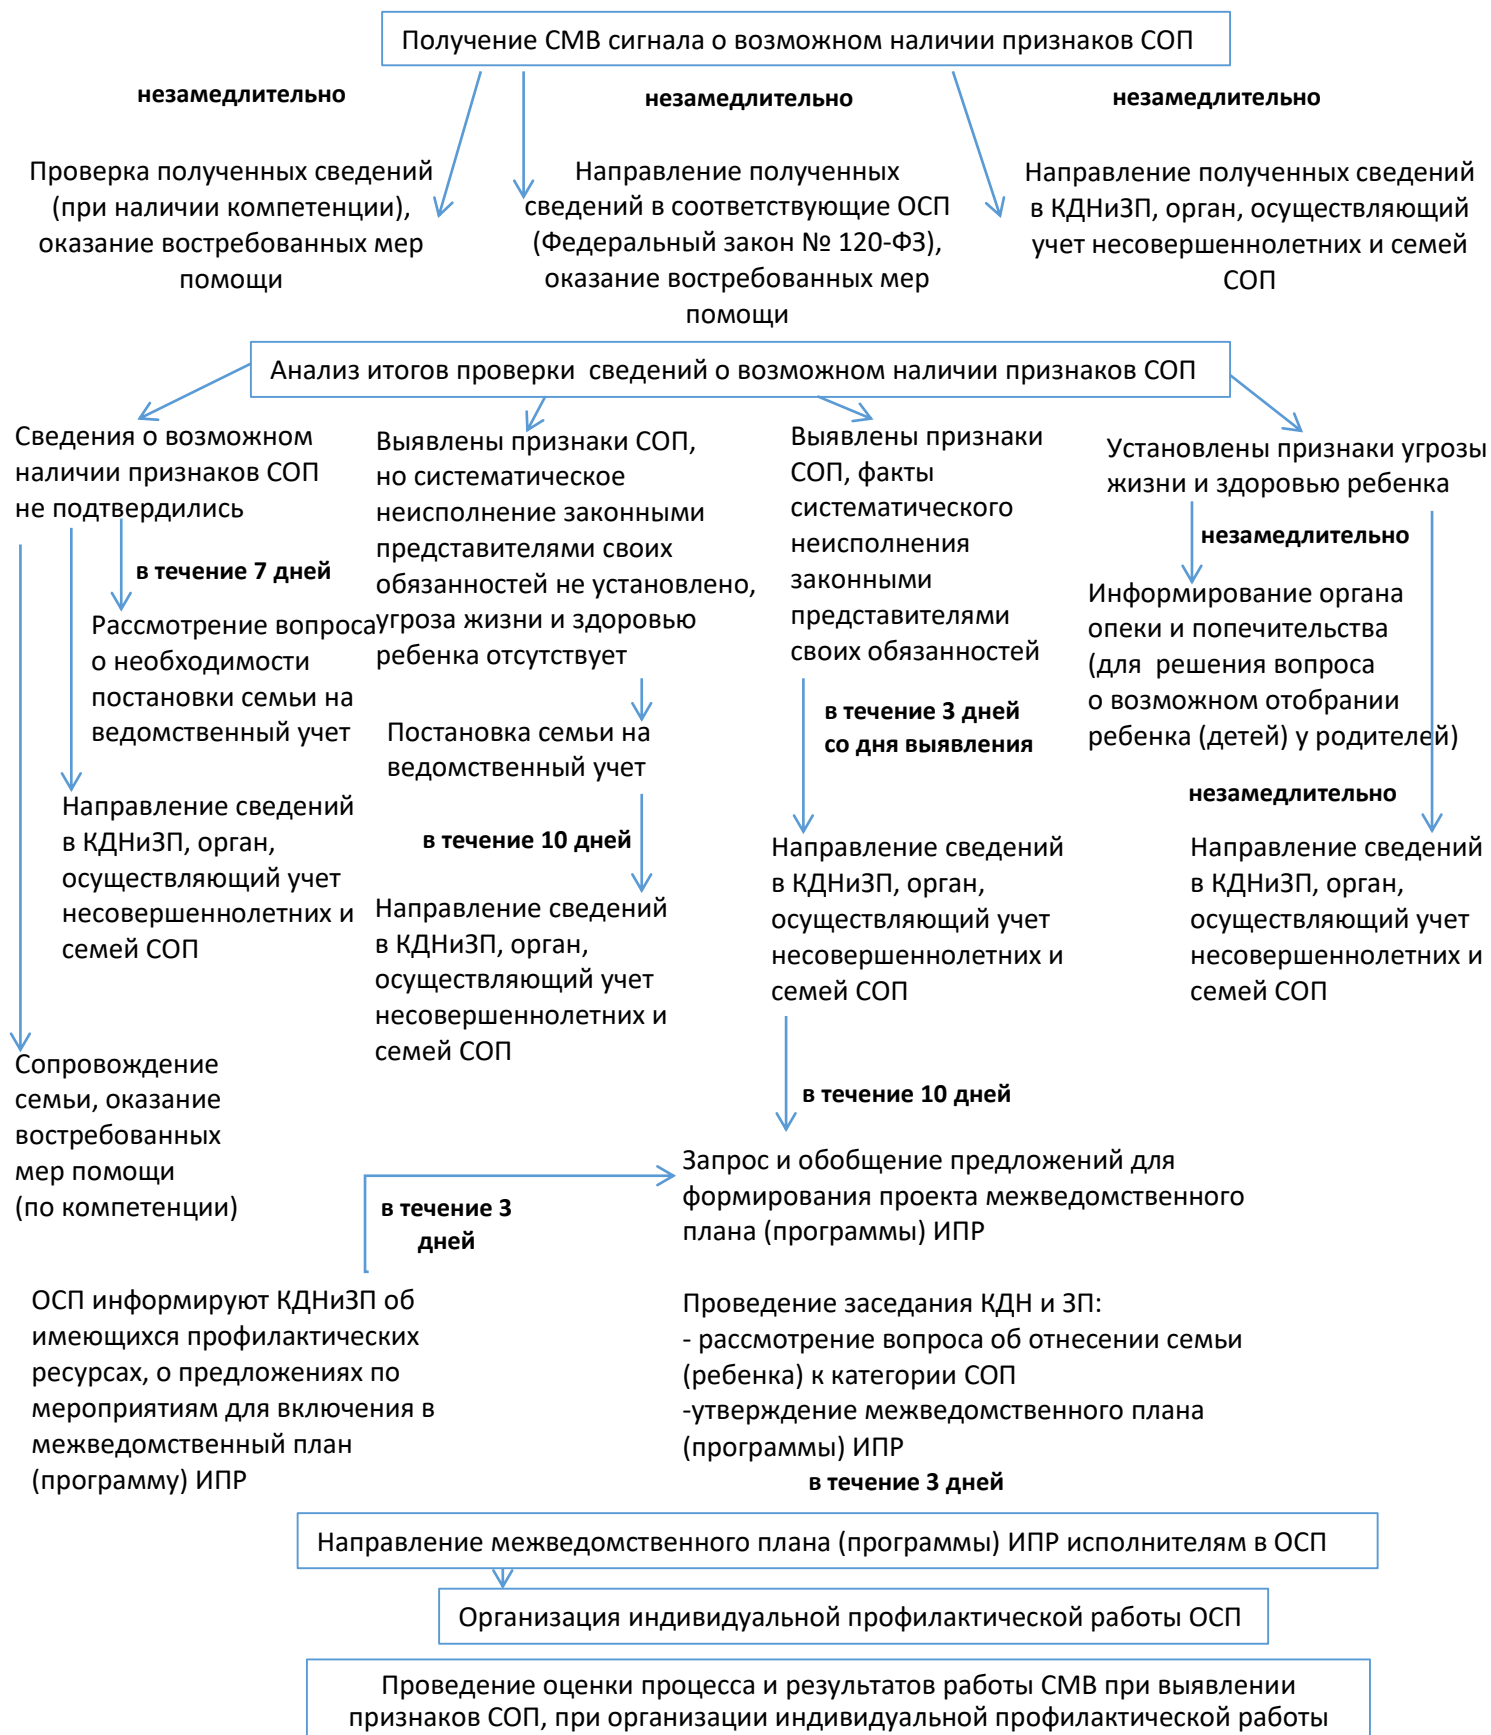 Получение СМВ сигнала о возможном наличии признаков СОП
незамедлительно
незамедлительно
незамедлительно
Проверка полученных сведений
(при наличии компетенции),
оказание востребованных мер
помощи
Направление полученных
сведений в соответствующие ОСП
(Федеральный закон № 120-ФЗ),
оказание востребованных мер
помощи
Направление полученных сведений
в КДНиЗП, орган, осуществляющий
учет несовершеннолетних и семей
СОП
Анализ итогов проверки сведений о возможном наличии признаков СОП
Сведения о возможном
наличии признаков СОП
не подтвердились
в течение 7 дней
Рассмотрение вопроса
о необходимости
постановки семьи на
ведомственный учет
Направление сведений
в КДНиЗП, орган,
осуществляющий учет
несовершеннолетних и
семей СОП
Сопровождение
семьи, оказание
востребованных
мер помощи
(по компетенции)
Выявлены признаки СОП,
но систематическое
неисполнение законными
представителями своих
обязанностей не установлено,
угроза жизни и здоровью
ребенка отсутствует
Постановка семьи на
ведомственный учет
в течение 10 дней
Направление сведений
в КДНиЗП, орган,
осуществляющий учет
несовершеннолетних и
семей СОП
Выявлены признаки
СОП, факты
систематического
неисполнения
законными
представителями
своих обязанностей
в течение 3 дней
со дня выявления
Направление сведений
в КДНиЗП, орган,
осуществляющий учет
несовершеннолетних и
семей СОП
Установлены признаки угрозы
жизни и здоровью ребенка
незамедлительно
Информирование органа
опеки и попечительства
(для решения вопроса
о возможном отобрании
ребенка (детей) у родителей)
незамедлительно
Направление сведений
в КДНиЗП, орган,
осуществляющий учет
несовершеннолетних и
семей СОП
в течение 10 дней
Запрос и обобщение предложений для
формирования проекта межведомственного
плана (программы) ИПР
в течение 3
дней
ОСП информируют КДНиЗП об
имеющихся профилактических
ресурсах, о предложениях по
мероприятиям для включения в
межведомственный план
(программу) ИПР
Проведение заседания КДН и ЗП:
- рассмотрение вопроса об отнесении семьи
(ребенка) к категории СОП
-утверждение межведомственного плана
(программы) ИПР
в течение 3 дней
Направление межведомственного плана (программы) ИПР исполнителям в ОСП
Организация индивидуальной профилактической работы ОСП
Проведение оценки процесса и результатов работы СМВ при выявлении
признаков СОП, при организации индивидуальной профилактической работы